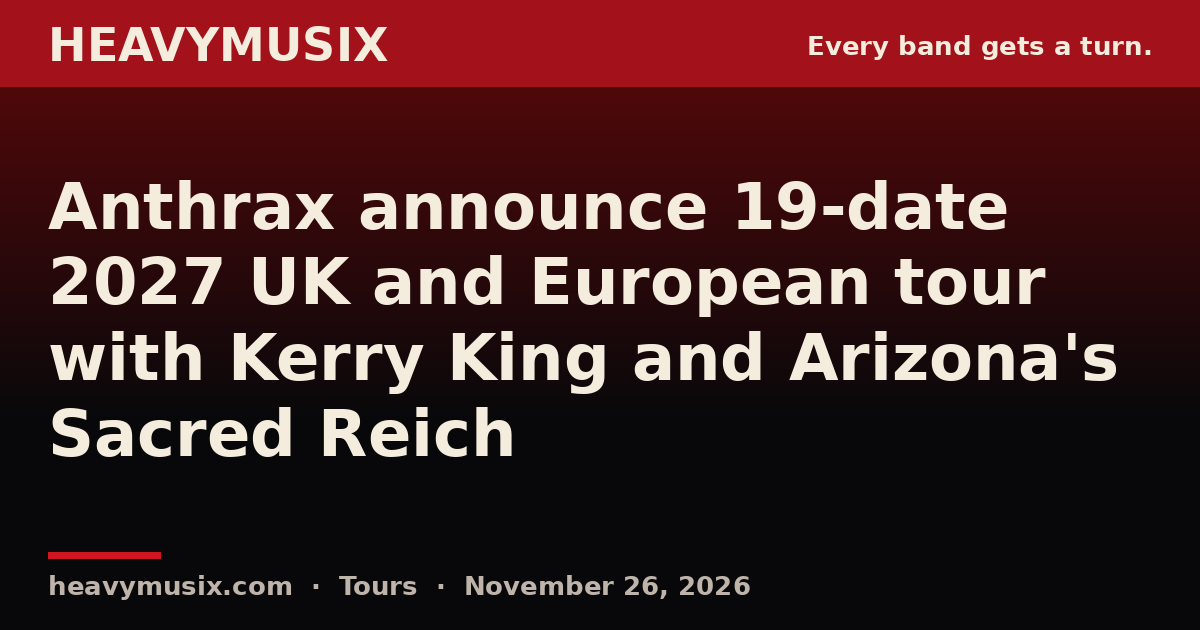 HEAVYMUSIX
Every band gets a turn.
Anthrax announce 19-date
2027 UK and European tour
with Kerry King and Arizona's
Sacred Reich
heavymusix.com · Tours · November 26, 2026